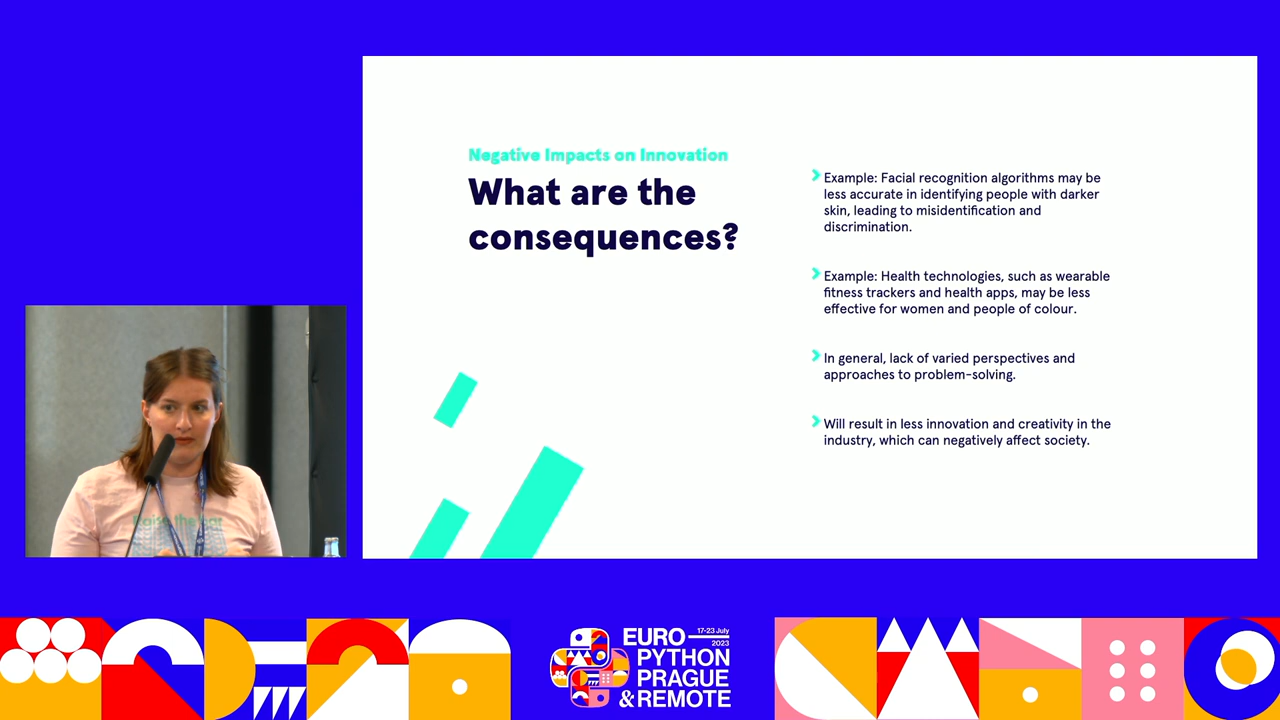 Negative Impacts on Innovation
What are the
consequences?
Example: Facial recognition algorithms may be
less accurate in identifying people with darker
skin, leading to misidentification and
discrimination.
Example: Health technologies, such as wearable
fitness trackers and health apps, may be less
effective for women and people of colour.
In general, lack of varied perspectives and
approaches to problem-solving.
Will result in less innovation and creativity in the
industry, which can negatively affect society.
Raise the bar
EURO
17-23 July
2023
PYTHON
PRAGUE
&REMOTE